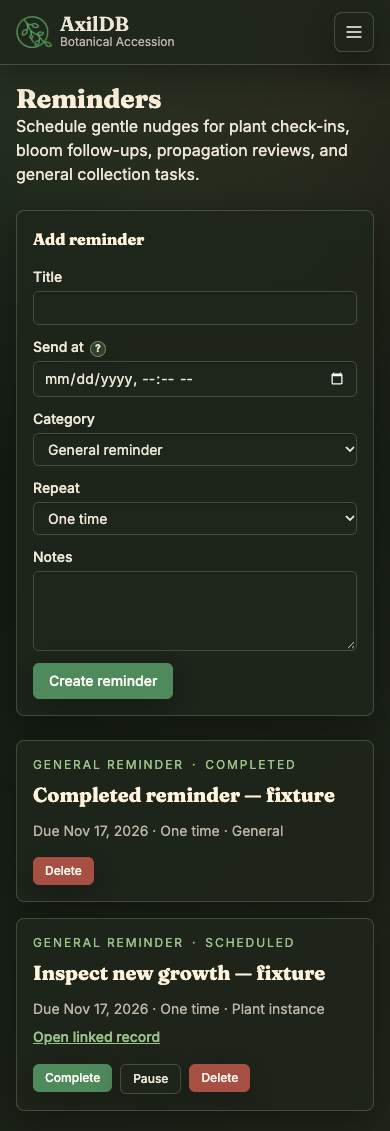 AxilDB
Botanical Accession
Reminders
Schedule gentle nudges for plant check-ins,
bloom follow-ups, propagation reviews, and
general collection tasks.
Add reminder
Title
Send at ?
mm/dd/yyyy, --:-- --
Category
General reminder
Repeat
One time
Notes
Create reminder
GENERAL REMINDER · COMPLETED
Completed reminder — fixture
Due Nov 17, 2026 · One time · General
Delete
GENERAL REMINDER · SCHEDULED
Inspect new growth — fixture
Due Nov 17, 2026 · One time · Plant instance
Open linked record
Complete Pause Delete